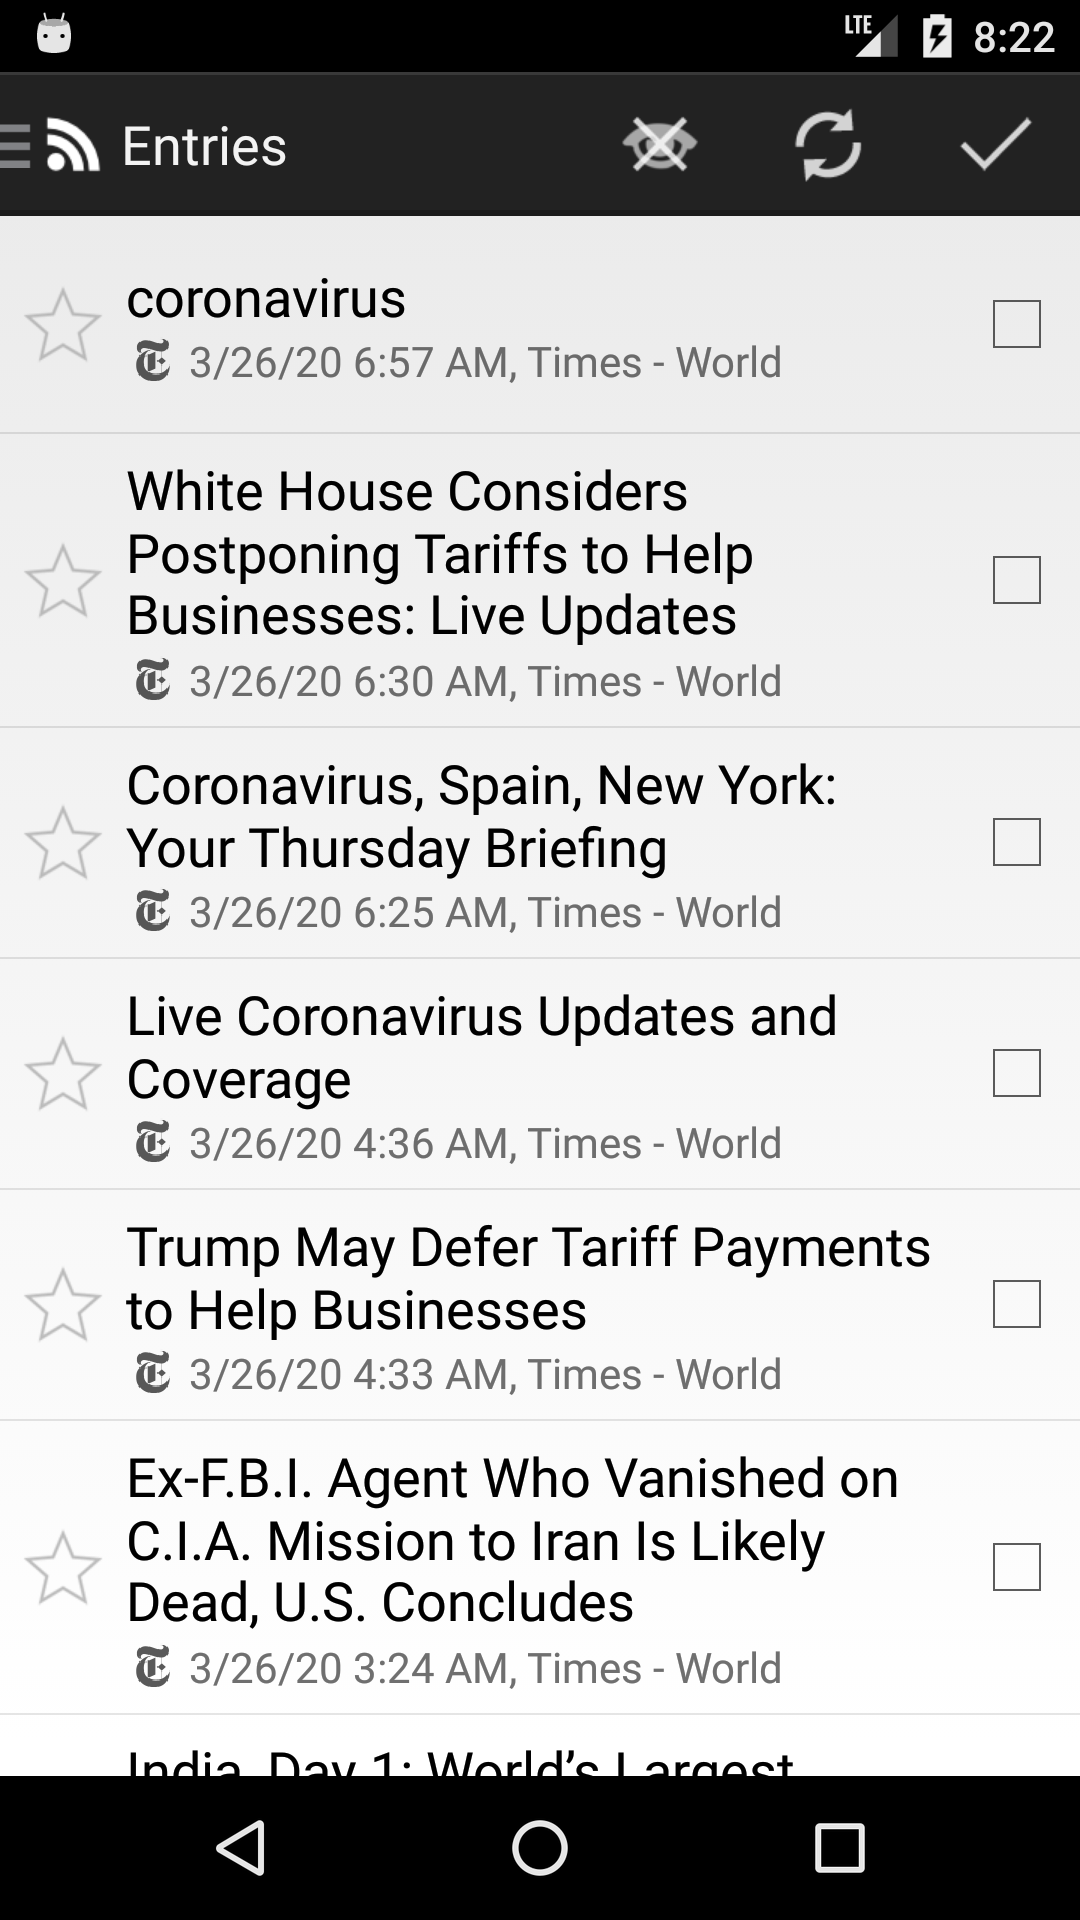 LTE 8:22
Entries
coronavirus
3/26/20 6:57 AM, Times - World
White House Considers
Postponing Tariffs to Help
Businesses: Live Updates
3/26/20 6:30 AM, Times - World
Coronavirus, Spain, New York:
Your Thursday Briefing
3/26/20 6:25 AM, Times - World
Live Coronavirus Updates and
Coverage
3/26/20 4:36 AM, Times - World
Trump May Defer Tariff Payments
to Help Businesses
3/26/20 4:33 AM, Times - World
Ex-F.B.I. Agent Who Vanished on
C.I.A. Mission to Iran Is Likely
Dead, U.S. Concludes
3/26/20 3:24 AM, Times - World
India, Day 1: World’s Largest